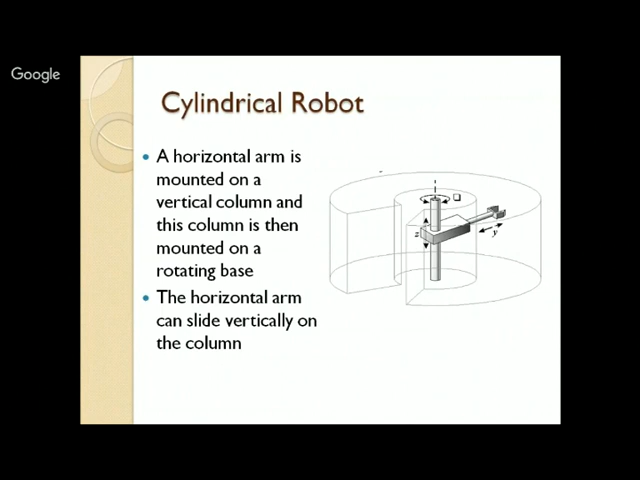 Google
Cylindrical Robot
• A horizontal arm is
mounted on a
vertical column and
this column is then
mounted on a
rotating base
• The horizontal arm
can slide vertically on
the column
z
y